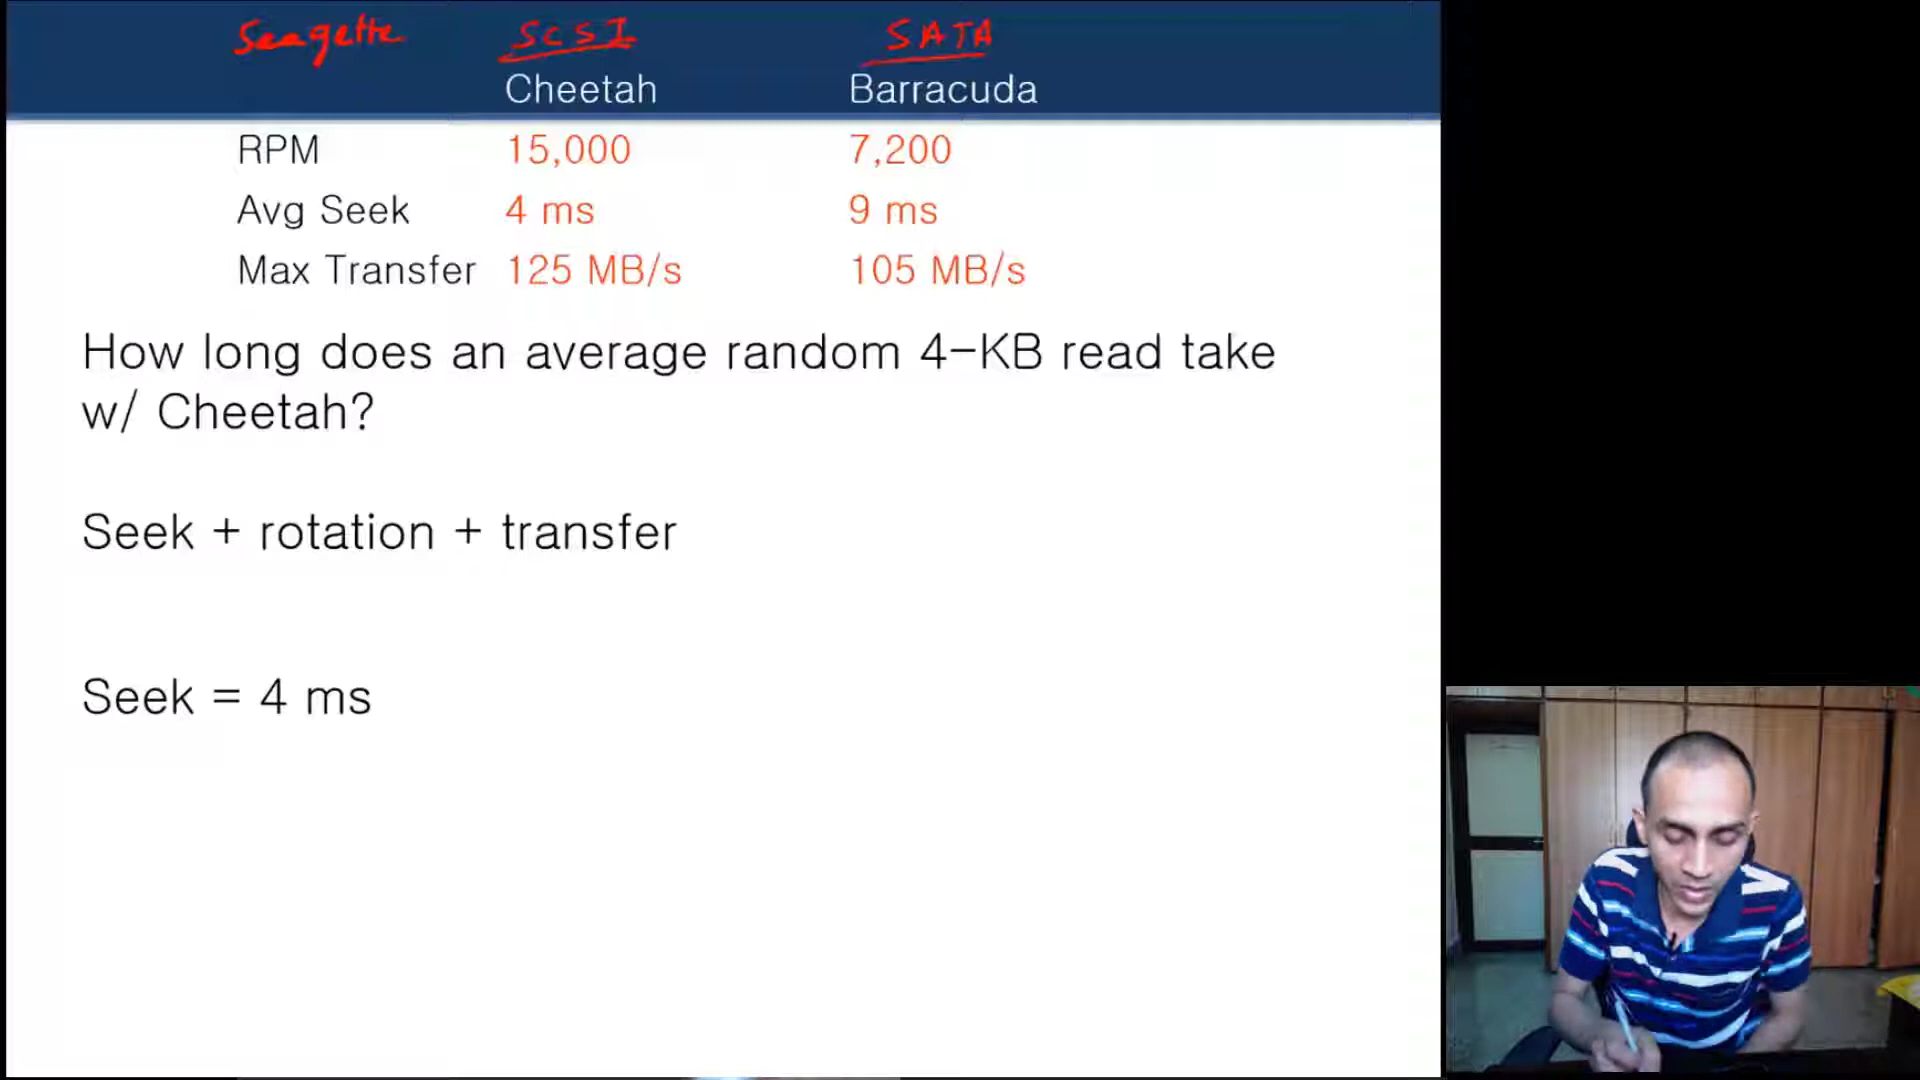 Seagette SCSI SATA
Cheetah Barracuda
RPM 15,000 7,200
Avg Seek 4 ms 9 ms
Max Transfer 125 MB/s 105 MB/s
How long does an average random 4-KB read take
w/ Cheetah?
Seek + rotation + transfer
Seek = 4 ms